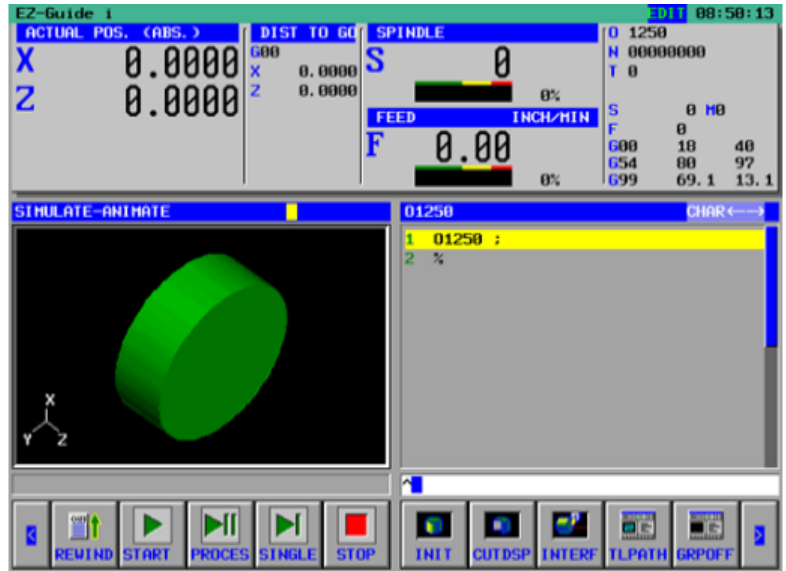 EZ-Guide i EDIT 08:50:13
ACTUAL POS. (ABS.) DIST TO GO SPINDLE O 1250
X 0.0000 G00 S 0 N 00000000
X 0.0000 T 0
Z 0.0000 Z 0.0000 0%
FEED INCH/MIN S 0 M0
F 0.00 F 0
G00 18 40
G54 80 97
0% G99 69.1 13.1
SIMULATE-ANIMATE O1250 CHAR←→
1 O1250 ;
2 %
X
Y Z
^
< REWIND START PROCES SINGLE STOP INIT CUTDSP INTERF TLPATH GRPOFF >